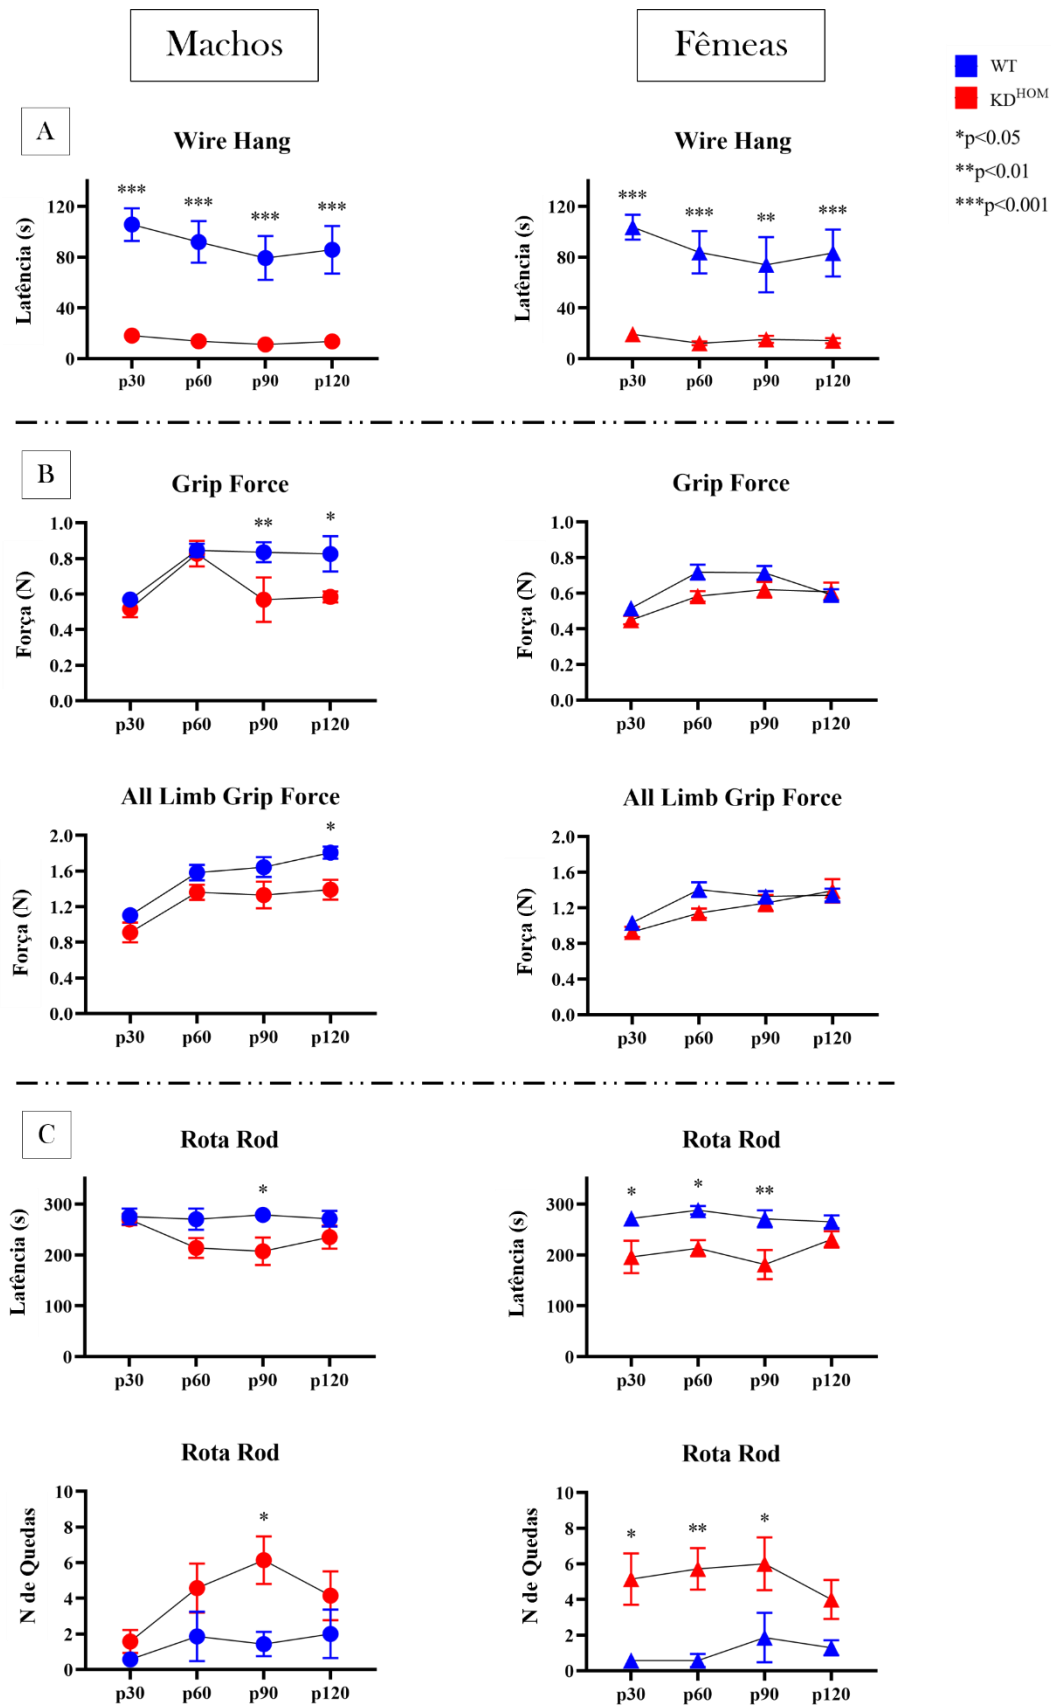 Machos
Fêmeas
WT
KD^HOM
*p<0.05
**p<0.01
***p<0.001
A
Wire Hang
Latência (s)
120
80
40
0
***
***
***
***
p30 p60 p90 p120
Wire Hang
Latência (s)
120
80
40
0
***
***
**
***
p30 p60 p90 p120
B
Grip Force
Força (N)
1.0
0.8
0.6
0.4
0.2
0.0
**
*
p30 p60 p90 p120
Grip Force
Força (N)
1.0
0.8
0.6
0.4
0.2
0.0
p30 p60 p90 p120
All Limb Grip Force
Força (N)
2.0
1.6
1.2
0.8
0.4
0.0
*
p30 p60 p90 p120
All Limb Grip Force
Força (N)
2.0
1.6
1.2
0.8
0.4
0.0
p30 p60 p90 p120
C
Rota Rod
Latência (s)
300
200
100
0
*
p30 p60 p90 p120
Rota Rod
Latência (s)
300
200
100
0
*
*
**
p30 p60 p90 p120
Rota Rod
N de Quedas
10
8
6
4
2
0
*
p30 p60 p90 p120
Rota Rod
N de Quedas
10
8
6
4
2
0
*
**
*
p30 p60 p90 p120